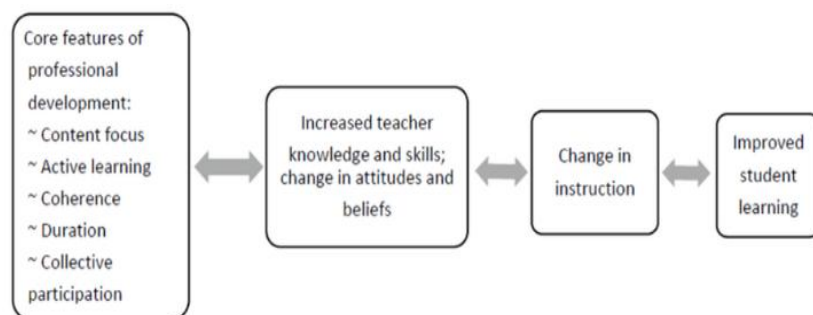 Core features of
professional
development:
~ Content focus
~ Active learning
~ Coherence
~ Duration
~ Collective
participation
Increased teacher
knowledge and skills;
change in attitudes and
beliefs
Change in
instruction
Improved
student
learning